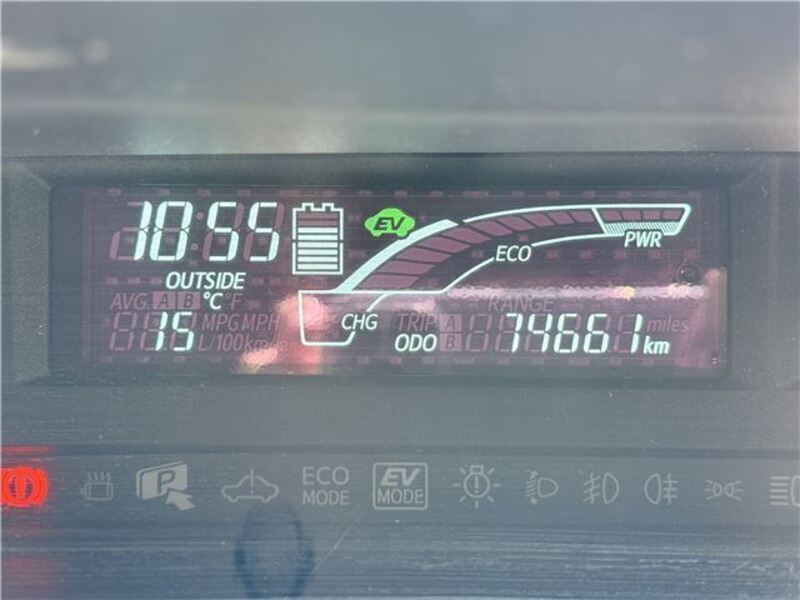 10:55
EV
ECO
PWR
OUTSIDE
AVG. A B °C °F
RANGE
15 MPG MPH
L/100km km/h
CHG
TRIP A
ODO B 74661 km
miles
P
ECO MODE
EV MODE